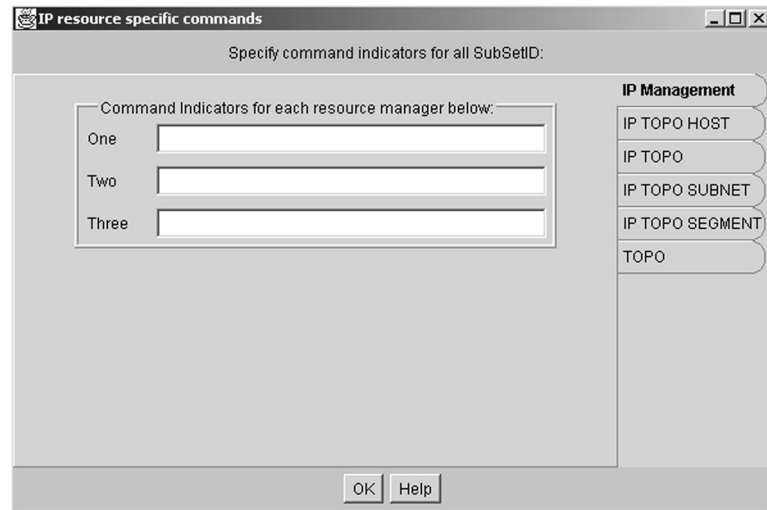 IP resource specific commands
Specify command indicators for all SubSetID:
Command Indicators for each resource manager below:
One
Two
Three
IP Management
IP TOPO HOST
IP TOPO
IP TOPO SUBNET
IP TOPO SEGMENT
TOPO
OK
Help